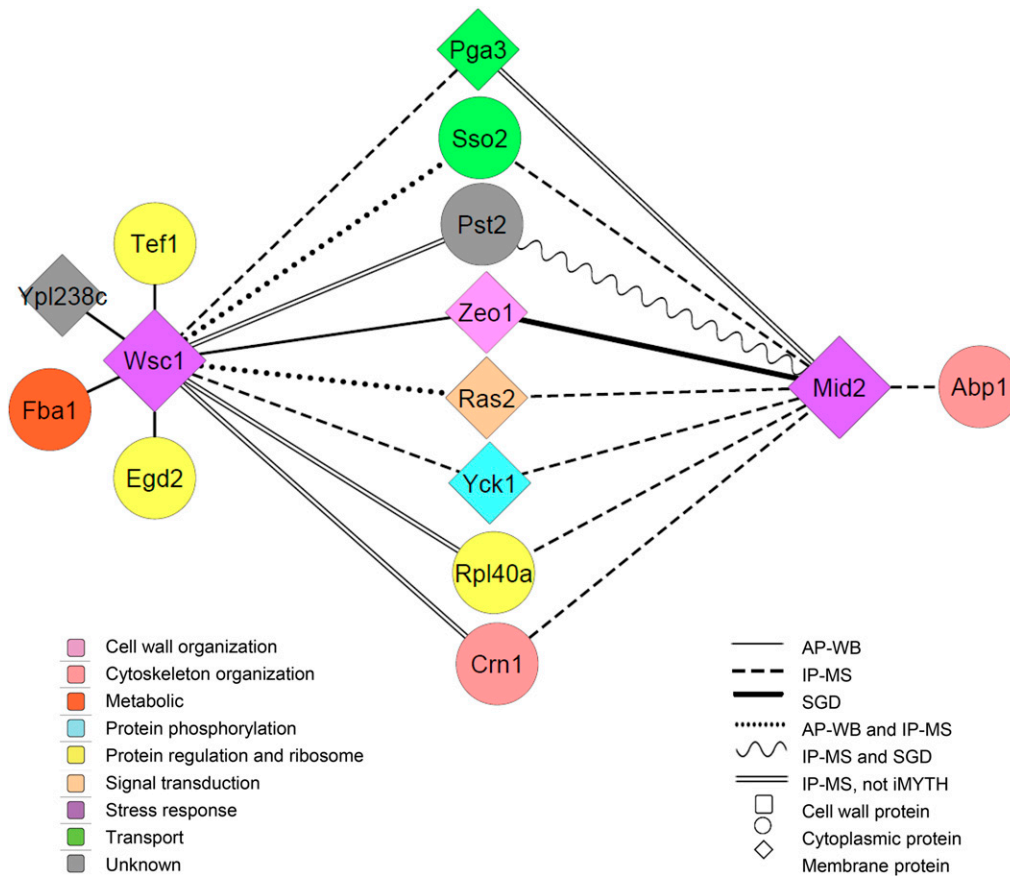 Pga3
Sso2
Pst2
Tef1
Ypl238c
Zeo1
Wsc1
Ras2
Mid2
Abp1
Fba1
Egd2
Yck1
Rpl40a
Crn1
Cell wall organization
Cytoskeleton organization
Metabolic
Protein phosphorylation
Protein regulation and ribosome
Signal transduction
Stress response
Transport
Unknown
AP-WB
IP-MS
SGD
AP-WB and IP-MS
IP-MS and SGD
IP-MS, not iMYTH
Cell wall protein
Cytoplasmic protein
Membrane protein